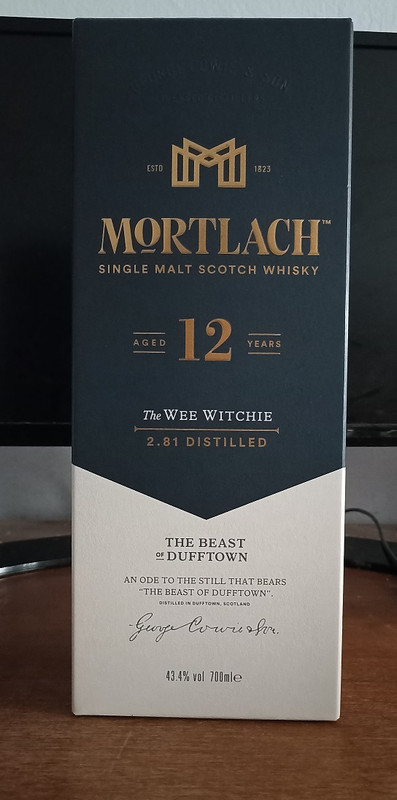 ESTD 1823
MORTLACH™
SINGLE MALT SCOTCH WHISKY
AGED 12 YEARS
The WEE WITCHIE
2.81 DISTILLED
THE BEAST
OF DUFFTOWN
AN ODE TO THE STILL THAT BEARS
“THE BEAST OF DUFFTOWN”.
DISTILLED IN DUFFTOWN, SCOTLAND
George Cowie & Son.
43.4% vol 700ml℮